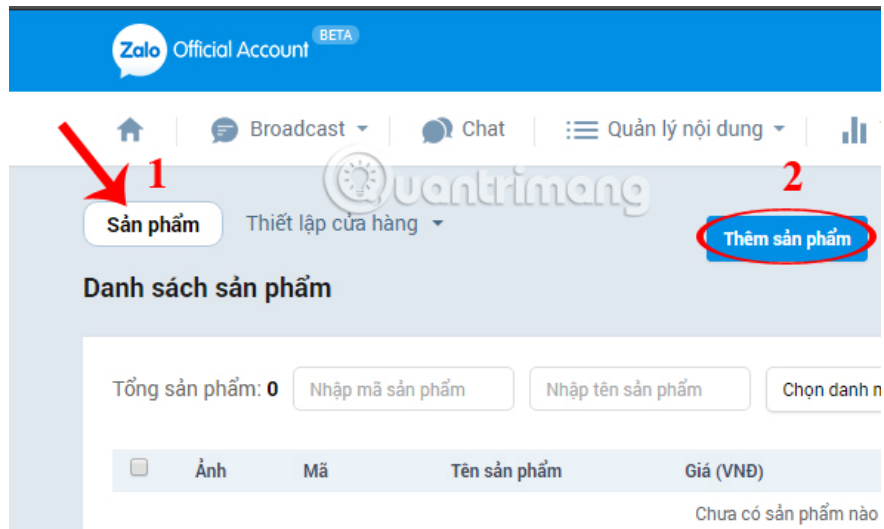 Zalo Official Account BETA
Broadcast Chat Quản lý nội dung
Quantrimang
1 2
Sản phẩm Thiết lập cửa hàng Thêm sản phẩm
Danh sách sản phẩm
Tổng sản phẩm: 0 Nhập mã sản phẩm Nhập tên sản phẩm Chọn danh
Ảnh Mã Tên sản phẩm Giá (VNĐ)
Chưa có sản phẩm nào